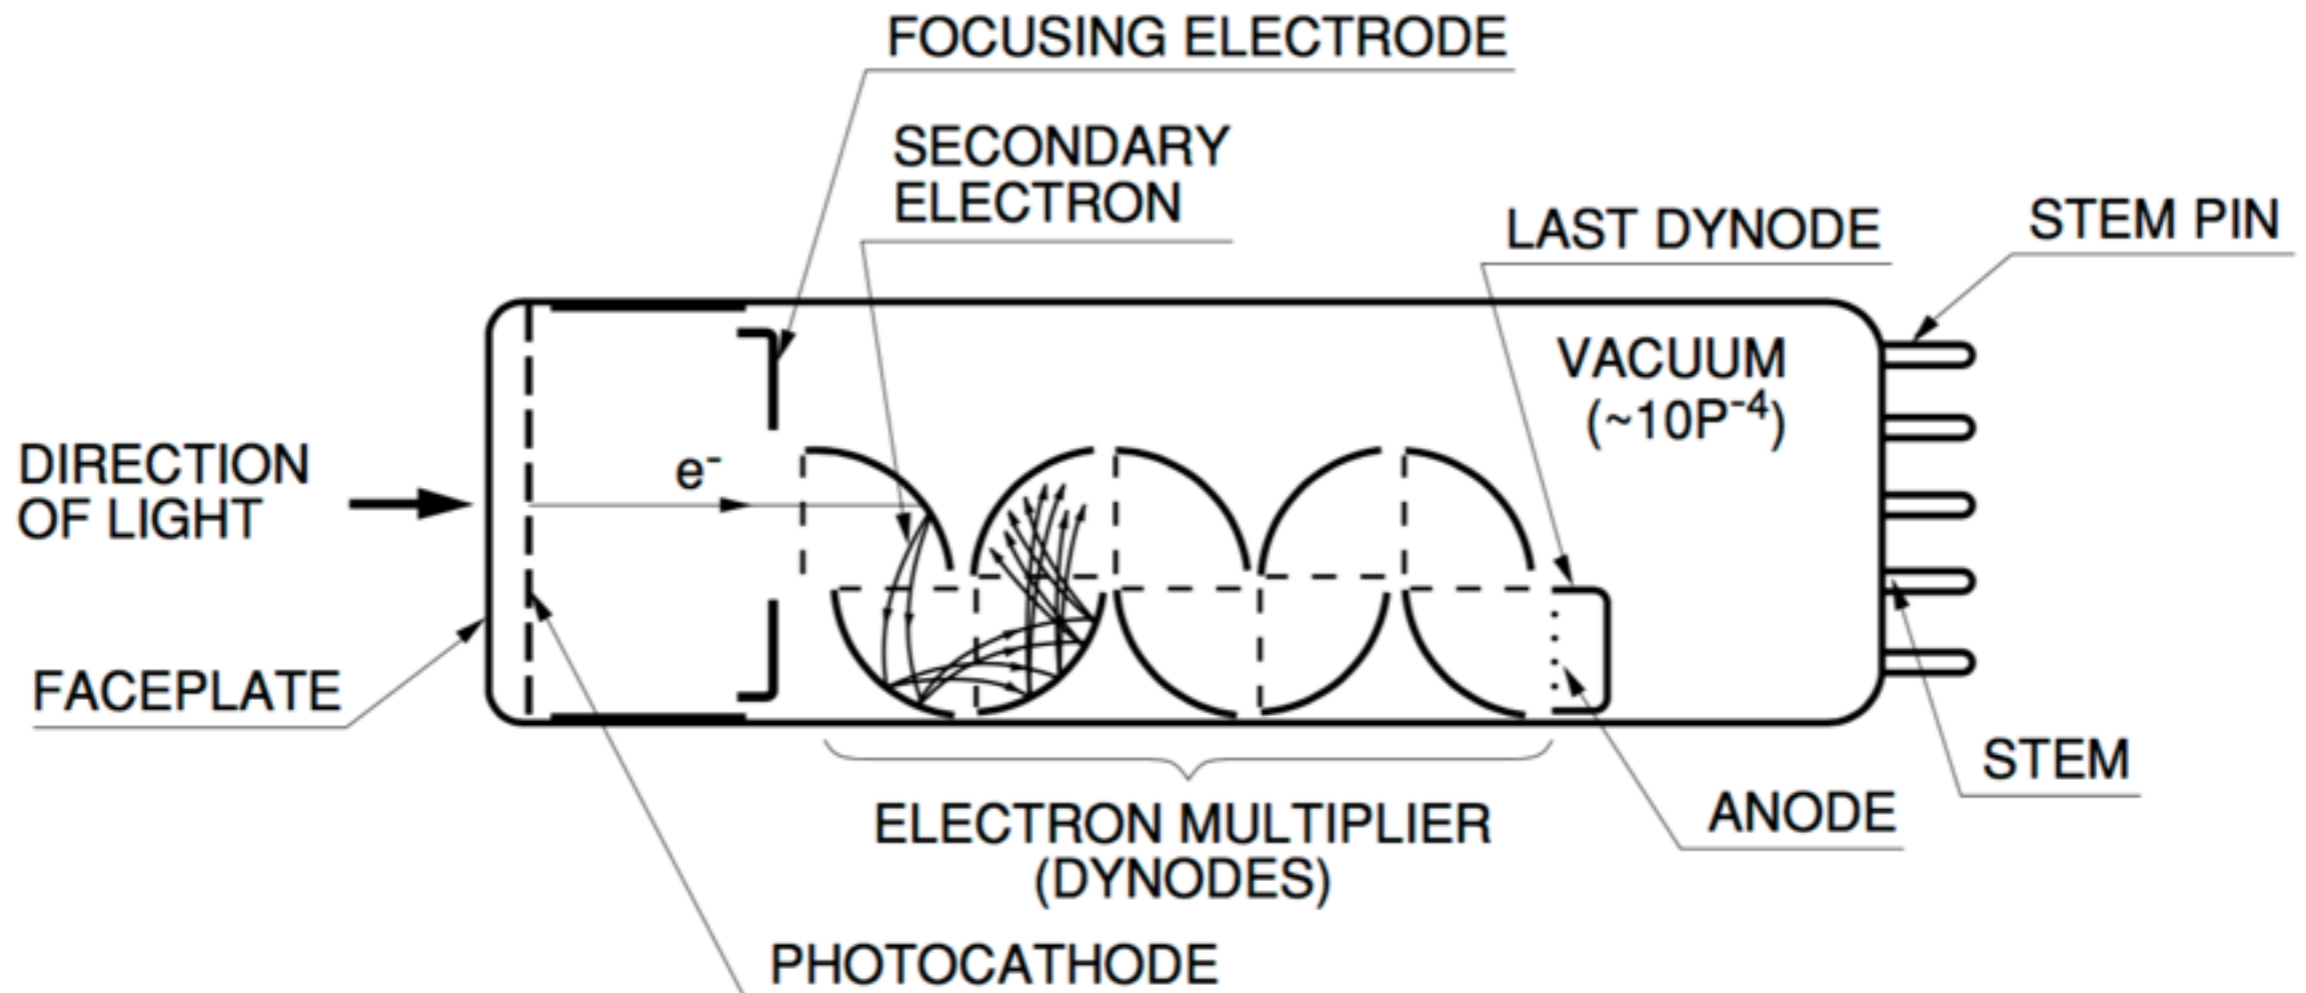 FOCUSING ELECTRODE
SECONDARY
ELECTRON
LAST DYNODE
STEM PIN
VACUUM
(~10P⁻⁴)
DIRECTION
OF LIGHT
e⁻
FACEPLATE
STEM
ANODE
ELECTRON MULTIPLIER
(DYNODES)
PHOTOCATHODE